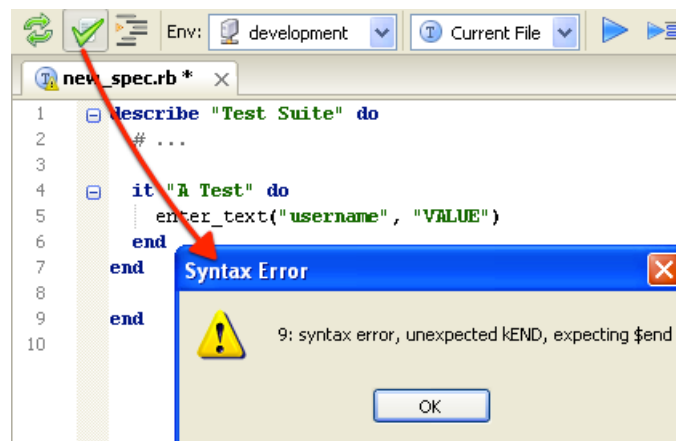 Env: development Current File
new_spec.rb *
1 describe "Test Suite" do
2 # ...
3
4 it "A Test" do
5 enter_text("username", "VALUE")
6 end
7 end
8
9 end
10
Syntax Error
9: syntax error, unexpected kEND, expecting $end
OK